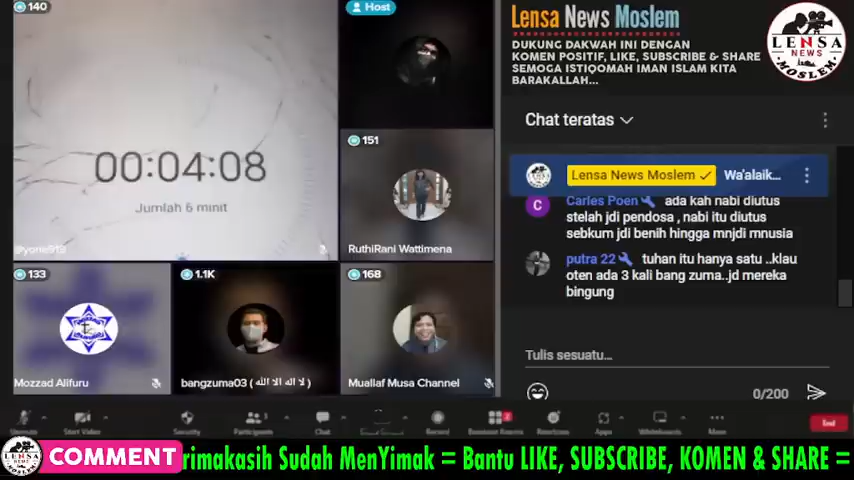 140
Host
00:04:08
Jumlah 6 minit
@yone919
151
RuthiRani Wattimena
133
Mozzad Alifuru
1.1K
bangzuma03 ( لا اله الا الله )
168
Muallaf Musa Channel
Lensa News Moslem
DUKUNG DAKWAH INI DENGAN
KOMEN POSITIF, LIKE, SUBSCRIBE & SHARE
SEMOGA ISTIQOMAH IMAN ISLAM KITA
BARAKALLAH...
LENSA
NEWS
MOSLEM
Chat teratas
Lensa News Moslem Wa'alaik...
Carles Poen ada kah nabi diutus
stelah jdi pendosa , nabi itu diutus
sebkum jdi benih hingga mnjdi mnusia
putra 22 tuhan itu hanya satu ..klau
oten ada 3 kali bang zuma..jd mereka
bingung
Tulis sesuatu...
0/200
Start Video
Security
Participants
Chat
Record
Breakout Rooms
Reactions
Apps
Whiteboards
More
End
COMMENT
rimakasih Sudah MenYimak = Bantu LIKE, SUBSCRIBE, KOMEN & SHARE =